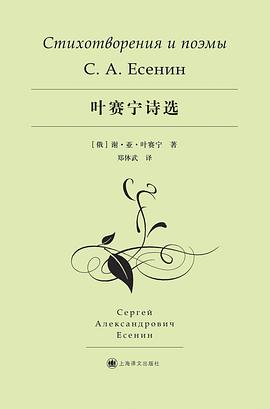 Стихотворения и поэмы
С. А. Есенин
叶赛宁诗选
[俄] 谢·亚·叶赛宁 著
郑体武 译
Сергей
Александрович
Есенин
上海译文出版社